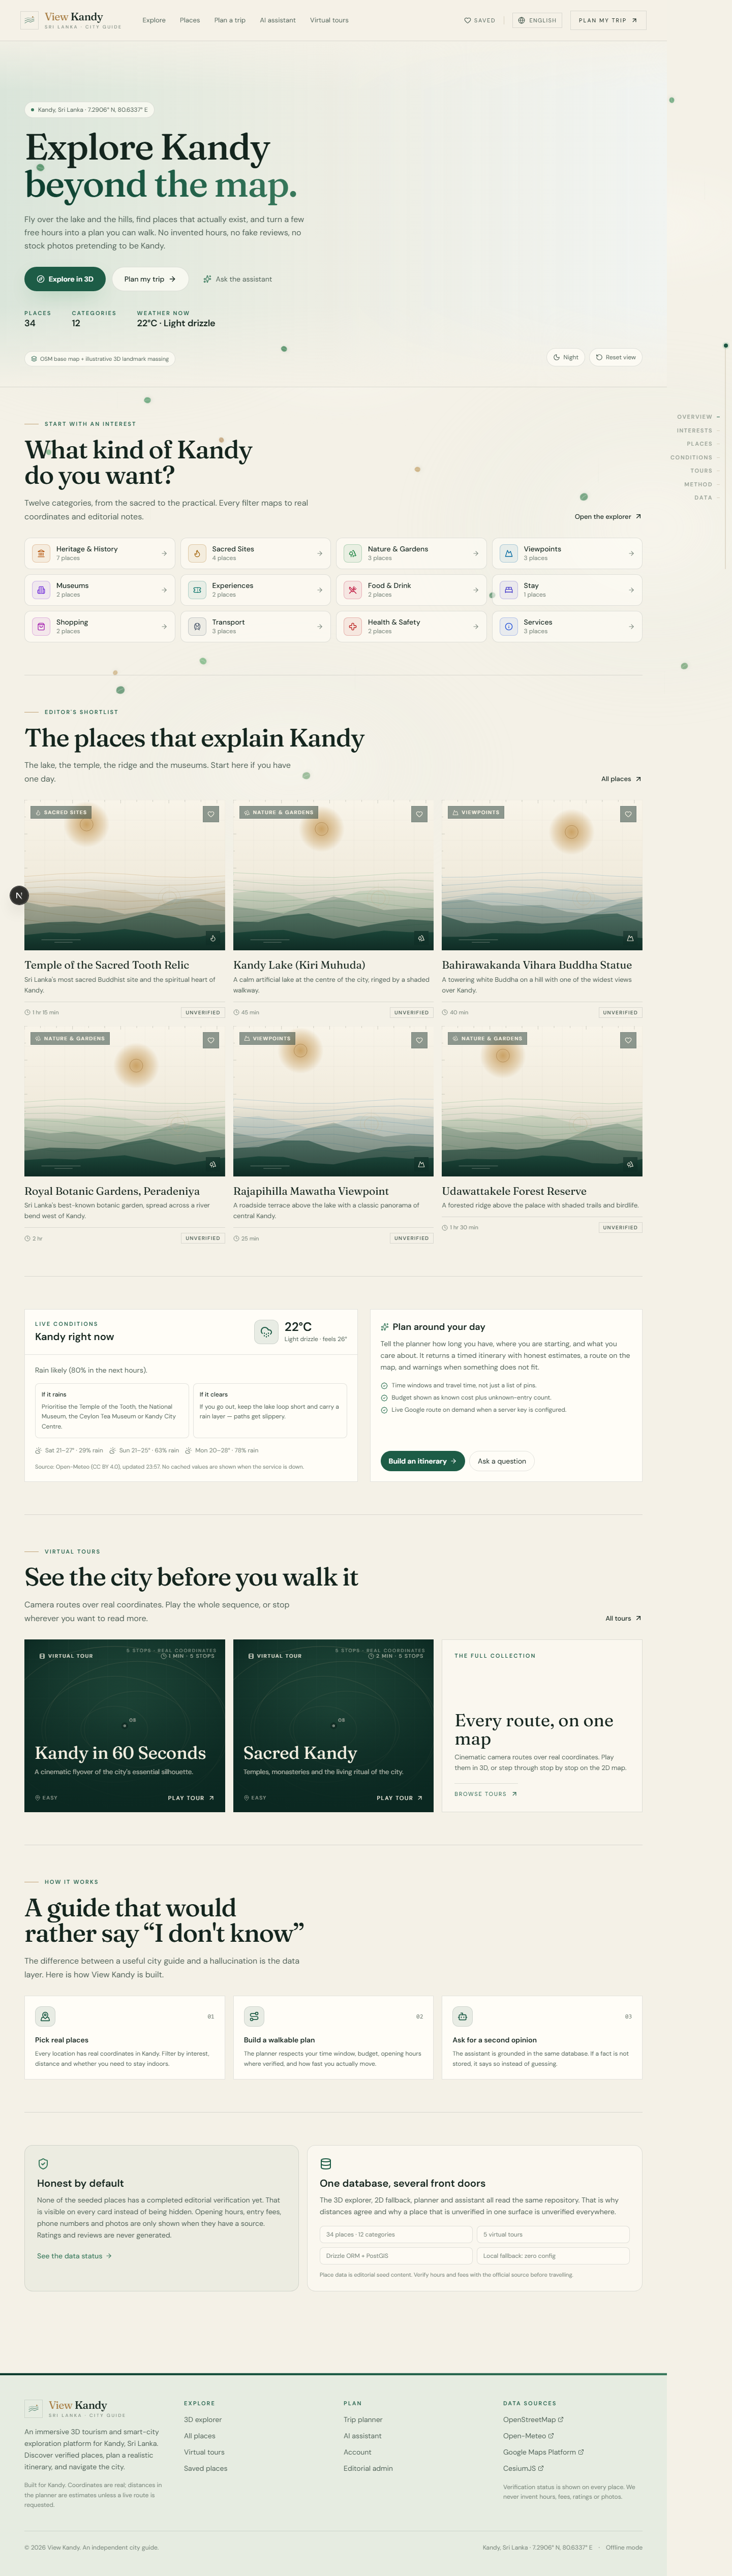 View Kandy
SRI LANKA · CITY GUIDE
Explore
Places
Plan a trip
AI assistant
Virtual tours
SAVED
ENGLISH
PLAN MY TRIP
Kandy, Sri Lanka · 7.2906° N, 80.6337° E
Explore Kandy
beyond the map.
Fly over the lake and the hills, find places that actually exist, and turn a few
free hours into a plan you can walk. No invented hours, no fake reviews, no
stock photos pretending to be Kandy.
Explore in 3D
Plan my trip
Ask the assistant
PLACES
34
CATEGORIES
12
WEATHER NOW
22°C · Light drizzle
OSM base map + illustrative 3D landmark massing
Night
Reset view
OVERVIEW
INTERESTS
PLACES
CONDITIONS
TOURS
METHOD
DATA
START WITH AN INTEREST
What kind of Kandy
do you want?
Twelve categories, from the sacred to the practical. Every filter maps to real
coordinates and editorial notes.
Open the explorer
Heritage & History
7 places
Sacred Sites
4 places
Nature & Gardens
3 places
Viewpoints
3 places
Museums
2 places
Experiences
2 places
Food & Drink
2 places
Stay
1 places
Shopping
2 places
Transport
3 places
Health & Safety
2 places
Services
3 places
EDITOR'S SHORTLIST
The places that explain Kandy
The lake, the temple, the ridge and the museums. Start here if you have
one day.
All places
SACRED SITES
NATURE & GARDENS
VIEWPOINTS
N
Temple of the Sacred Tooth Relic
Sri Lanka's most sacred Buddhist site and the spiritual heart of
Kandy.
1 hr 15 min
UNVERIFIED
Kandy Lake (Kiri Muhuda)
A calm artificial lake at the centre of the city, ringed by a shaded
walkway.
45 min
UNVERIFIED
Bahirawakanda Vihara Buddha Statue
A towering white Buddha on a hill with one of the widest views
over Kandy.
40 min
UNVERIFIED
NATURE & GARDENS
VIEWPOINTS
NATURE & GARDENS
Royal Botanic Gardens, Peradeniya
Sri Lanka's best-known botanic garden, spread across a river
bend west of Kandy.
2 hr
UNVERIFIED
Rajapihilla Mawatha Viewpoint
A roadside terrace above the lake with a classic panorama of
central Kandy.
25 min
UNVERIFIED
Udawattakele Forest Reserve
A forested ridge above the palace with shaded trails and birdlife.
1 hr 30 min
UNVERIFIED
LIVE CONDITIONS
Kandy right now
22°C
Light drizzle · feels 26°
Rain likely (80% in the next hours).
If it rains
Prioritise the Temple of the Tooth, the National
Museum, the Ceylon Tea Museum or Kandy City
Centre.
If it clears
If you go out, keep the lake loop short and carry a
rain layer — paths get slippery.
Sat 21–27° · 29% rain
Sun 21–25° · 63% rain
Mon 20–28° · 78% rain
Source: Open-Meteo (CC BY 4.0), updated 23:57. No cached values are shown when the service is down.
Plan around your day
Tell the planner how long you have, where you are starting, and what you
care about. It returns a timed itinerary with honest estimates, a route on the
map, and warnings when something does not fit.
Time windows and travel time, not just a list of pins.
Budget shown as known cost plus unknown-entry count.
Live Google route on demand when a server key is configured.
Build an itinerary
Ask a question
VIRTUAL TOURS
See the city before you walk it
Camera routes over real coordinates. Play the whole sequence, or stop
wherever you want to read more.
All tours
VIRTUAL TOUR
STOPS · REAL COORDINATES
1 MIN · 5 STOPS
08
Kandy in 60 Seconds
A cinematic flyover of the city's essential silhouette.
EASY
PLAY TOUR
VIRTUAL TOUR
STOPS · REAL COORDINATES
2 MIN · 5 STOPS
08
Sacred Kandy
Temples, monasteries and the living ritual of the city.
EASY
PLAY TOUR
THE FULL COLLECTION
Every route, on one
map
Cinematic camera routes over real coordinates. Play
them in 3D, or step through stop by stop on the 2D map.
BROWSE TOURS
HOW IT WORKS
A guide that would
rather say “I don't know”
The difference between a useful city guide and a hallucination is the data
layer. Here is how View Kandy is built.
01
Pick real places
Every location has real coordinates in Kandy. Filter by interest,
distance and whether you need to stay indoors.
02
Build a walkable plan
The planner respects your time window, budget, opening hours
where verified, and how fast you actually move.
03
Ask for a second opinion
The assistant is grounded in the same database. If a fact is not
stored, it says so instead of guessing.
Honest by default
None of the seeded places has a completed editorial verification yet. That
is visible on every card instead of being hidden. Opening hours, entry fees,
phone numbers and photos are only shown when they have a source.
Ratings and reviews are never generated.
See the data status
One database, several front doors
The 3D explorer, 2D fallback, planner and assistant all read the same repository. That is why
distances agree and why a place that is unverified in one surface is unverified everywhere.
34 places · 12 categories
5 virtual tours
Drizzle ORM + PostGIS
Local fallback: zero config
Place data is editorial seed content. Verify hours and fees with the official source before travelling.
View Kandy
SRI LANKA · CITY GUIDE
An immersive 3D tourism and smart-city
exploration platform for Kandy, Sri Lanka.
Discover verified places, plan a realistic
itinerary, and navigate the city.
Built for Kandy. Coordinates are real; distances in
the planner are estimates unless a live route is
requested.
EXPLORE
3D explorer
All places
Virtual tours
Saved places
PLAN
Trip planner
AI assistant
Account
Editorial admin
DATA SOURCES
OpenStreetMap
Open-Meteo
Google Maps Platform
CesiumJS
Verification status is shown on every place. We
never invent hours, fees, ratings or photos.
© 2026 View Kandy. An independent city guide.
Kandy, Sri Lanka · 7.2906° N, 80.6337° E · Offline mode